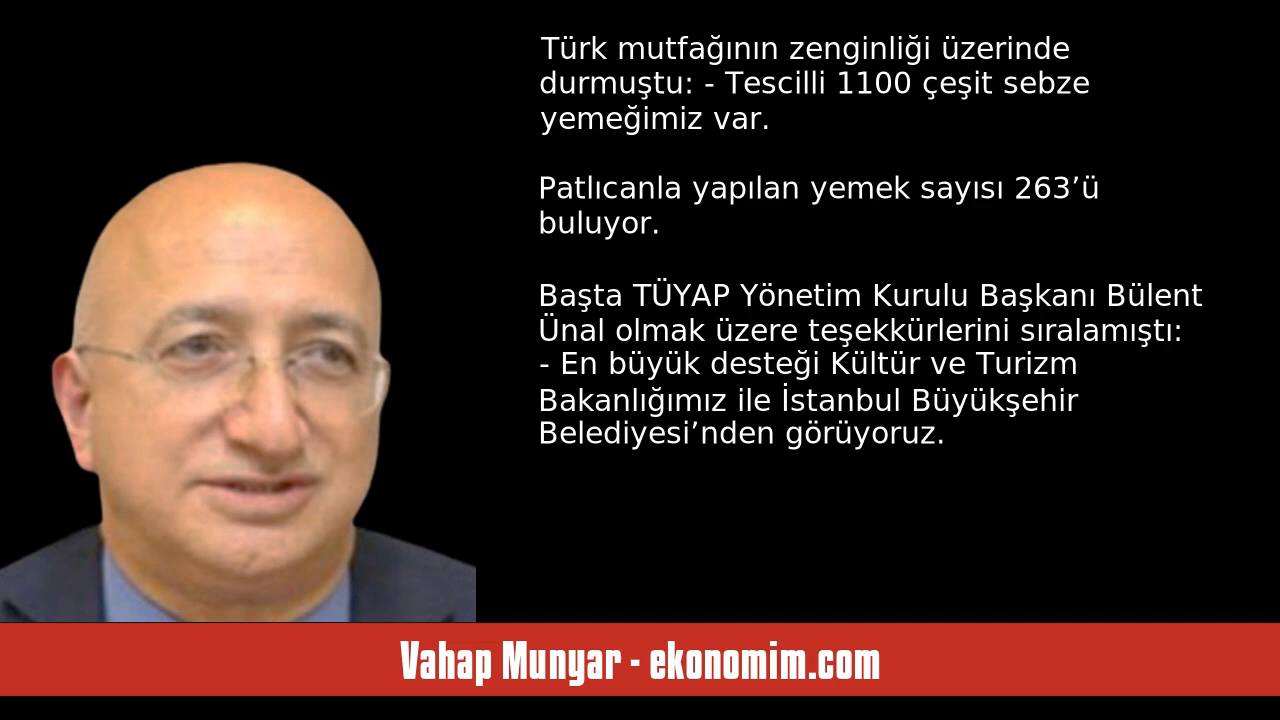 Türk mutfağının zenginliği üzerinde
durmuştu: - Tescilli 1100 çeşit sebze
yemeğimiz var.
Patlıcanla yapılan yemek sayısı 263’ü
buluyor.
Başta TÜYAP Yönetim Kurulu Başkanı Bülent
Ünal olmak üzere teşekkürlerini sıralamıştı:
- En büyük desteği Kültür ve Turizm
Bakanlığımız ile İstanbul Büyükşehir
Belediyesi’nden görüyoruz.
Vahap Munyar - ekonomim.com